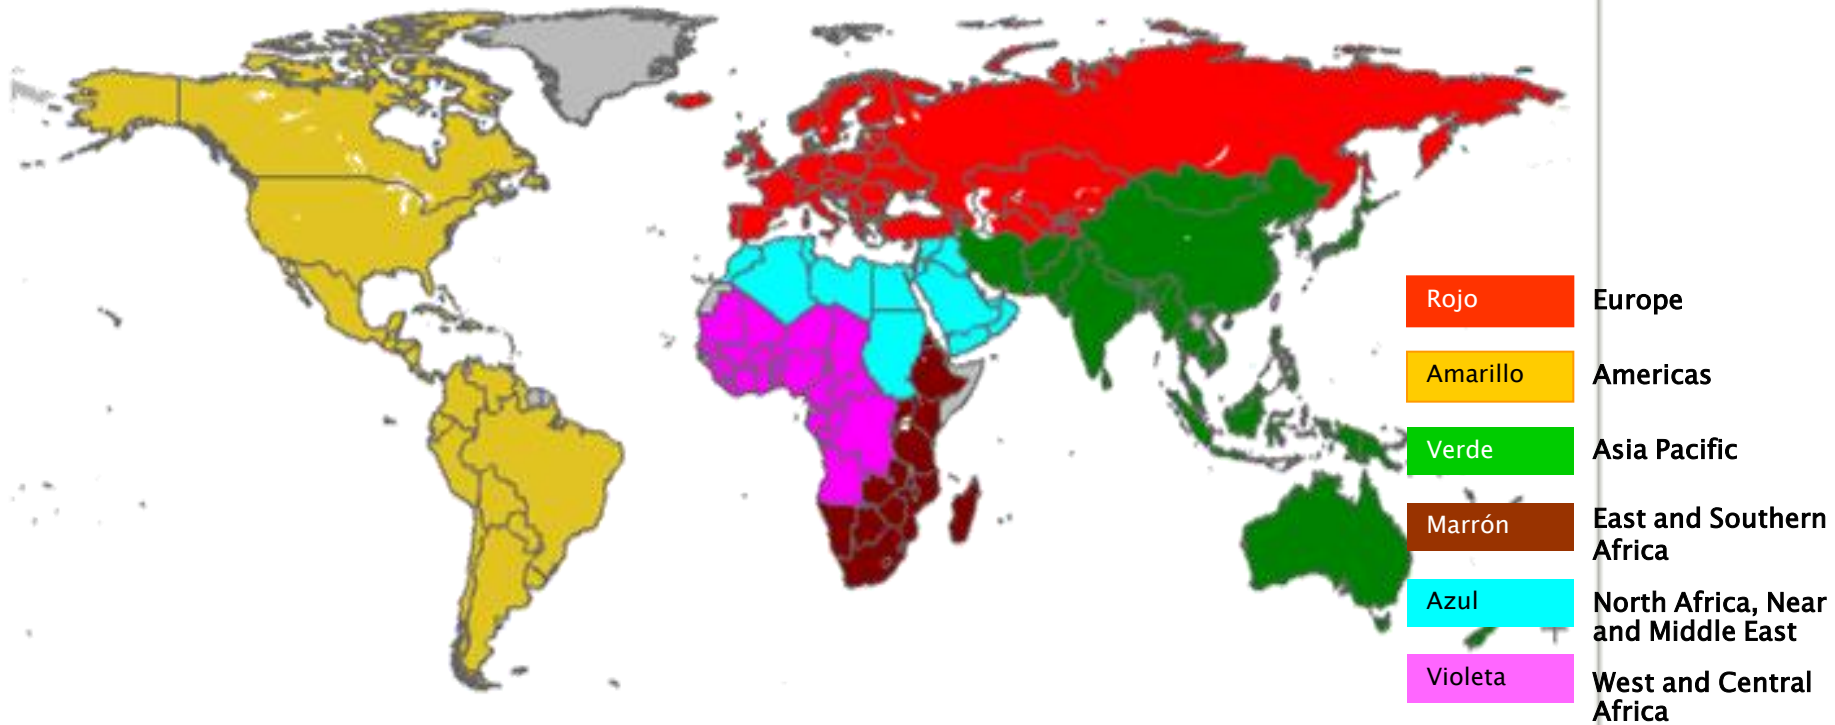 Rojo
Europe
Amarillo
Americas
Verde
Asia Pacific
Marrón
East and Southern
Africa
Azul
North Africa, Near
and Middle East
Violeta
West and Central
Africa